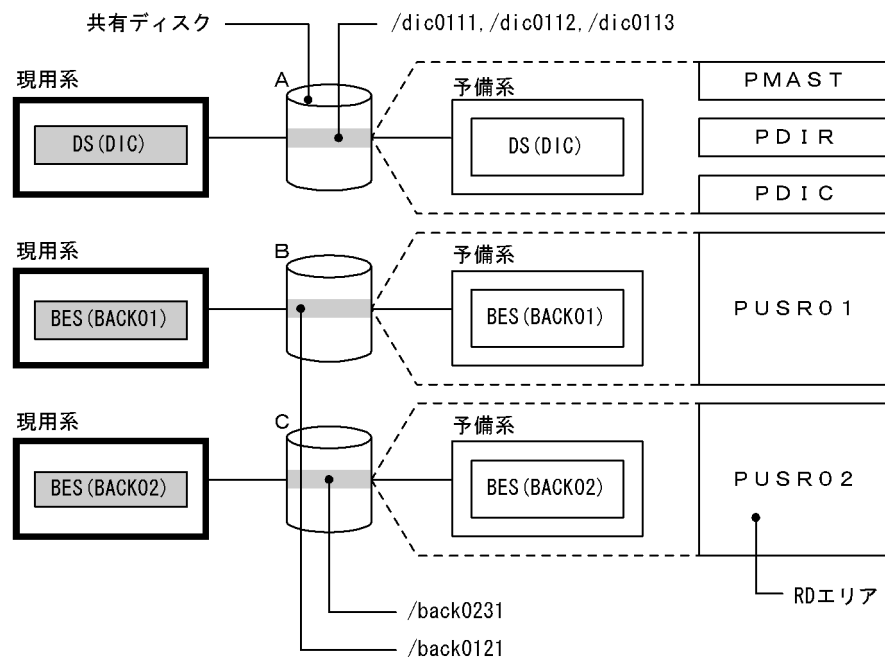 共有ディスク
/dic0111,/dic0112,/dic0113
現用系
A
予備系
PMAST
DS(DIC)
DS(DIC)
PDIR
PDIC
現用系
B
予備系
BES(BACK01)
BES(BACK01)
PUSR01
現用系
C
予備系
BES(BACK02)
BES(BACK02)
PUSR02
/back0231
RDエリア
/back0121